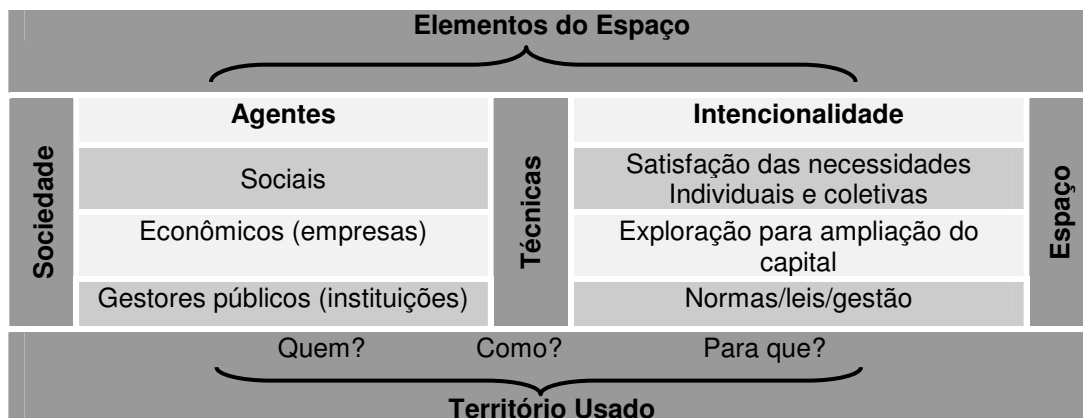 Elementos do Espaço
Sociedade
Agentes
Sociais
Econômicos (empresas)
Gestores públicos (instituições)
Técnicas
Intencionalidade
Satisfação das necessidades
Individuais e coletivas
Exploração para ampliação do
capital
Normas/leis/gestão
Espaço
Quem? Como? Para que?
Território Usado